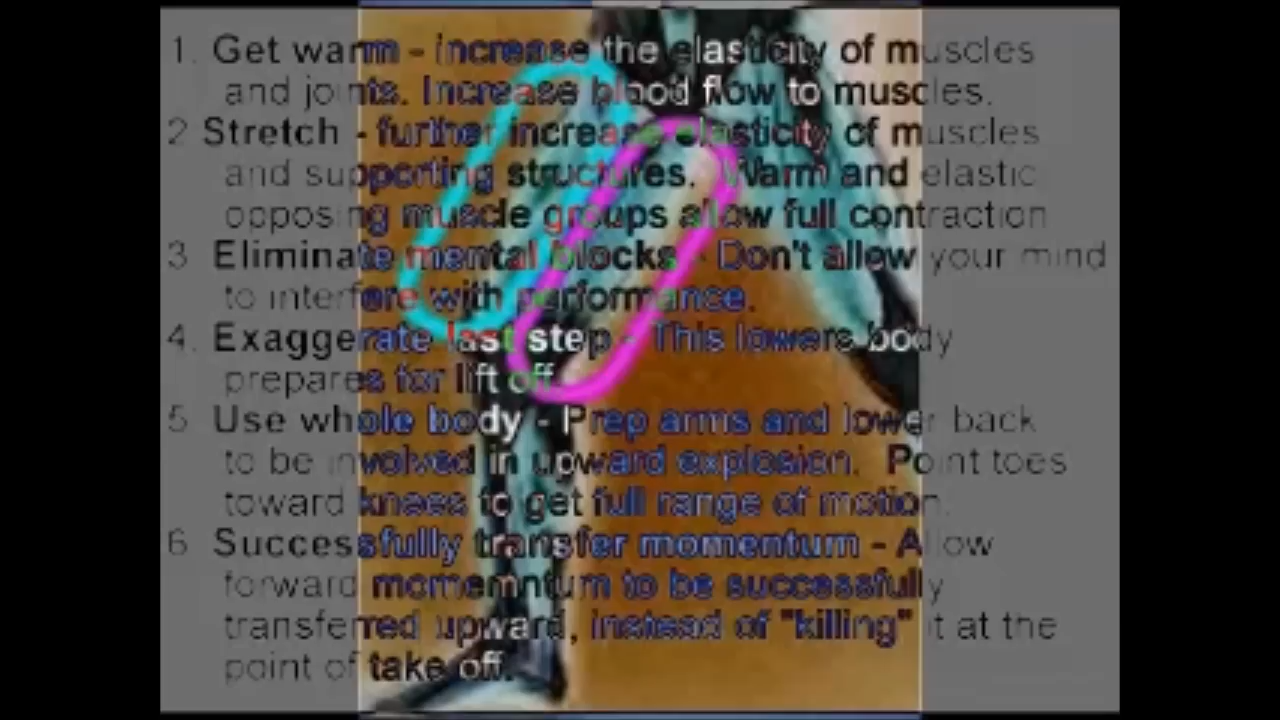 1. Get warm - increase the elasticity of muscles
and joints. Increase blood flow to muscles.
2 Stretch - further increase elasticity of muscles
and supporting structures. Warm and elastic
opposing muscle groups allow full contraction
3 Eliminate mental blocks - Don't allow your mind
to interfere with performance.
4. Exaggerate last step - This lowers body
prepares for lift off.
5 Use whole body - Prep arms and lower back
to be involved in upward explosion. Point toes
toward knees to get full range of motion.
6 Successfully transfer momentum - Allow
forward momemntum to be successfully
transferred upward, instead of "killing" it at the
point of take off.